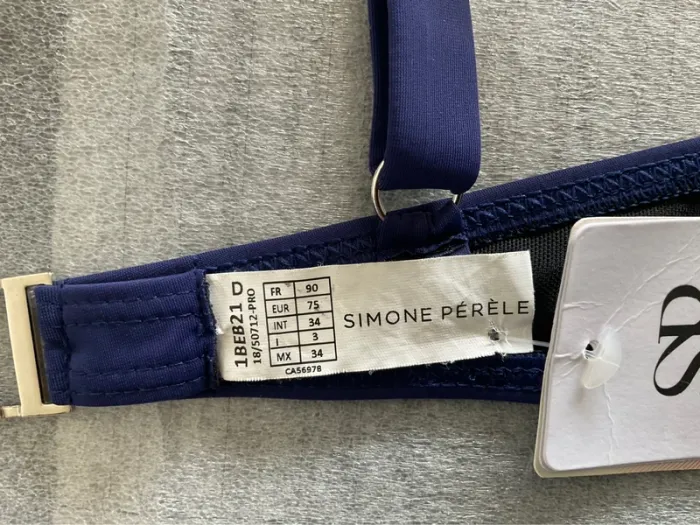 1BEB21 D
18/50712-PRO
FR 90
EUR 75
INT 34
I 3
MX 34
CA56978
SIMONE PÉRÈLE